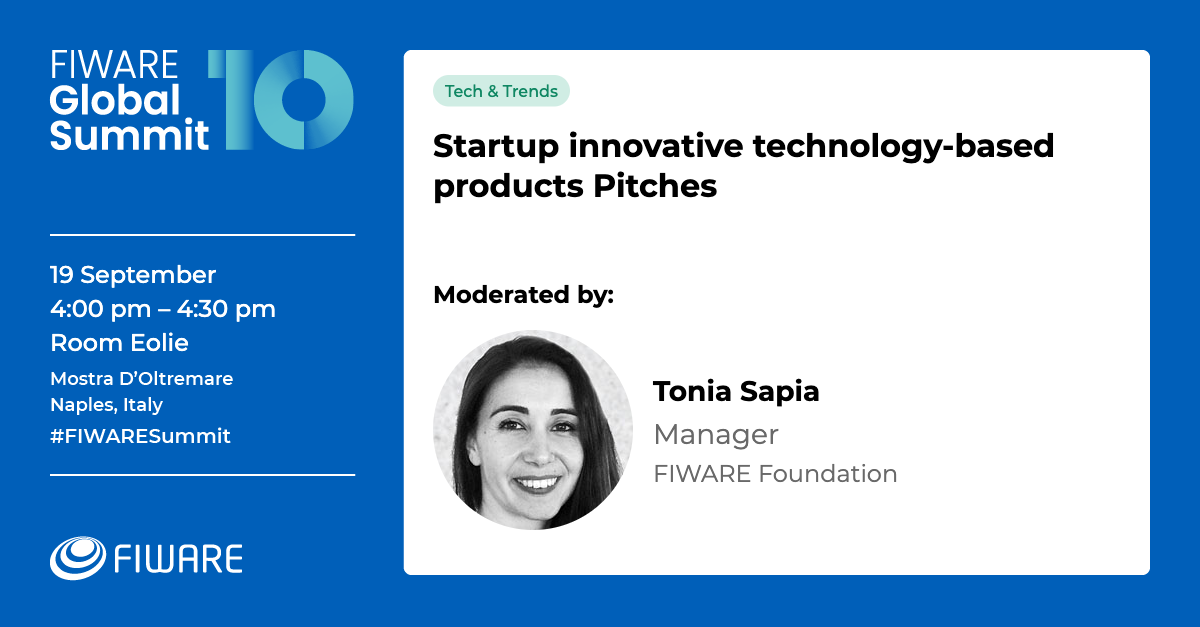 FIWARE
Global
Summit
10
19 September
4:00 pm – 4:30 pm
Room Eolie
Mostra D’Oltremare
Naples, Italy
#FIWARESummit
FIWARE
Tech & Trends
Startup innovative technology-based
products Pitches
Moderated by:
Tonia Sapia
Manager
FIWARE Foundation